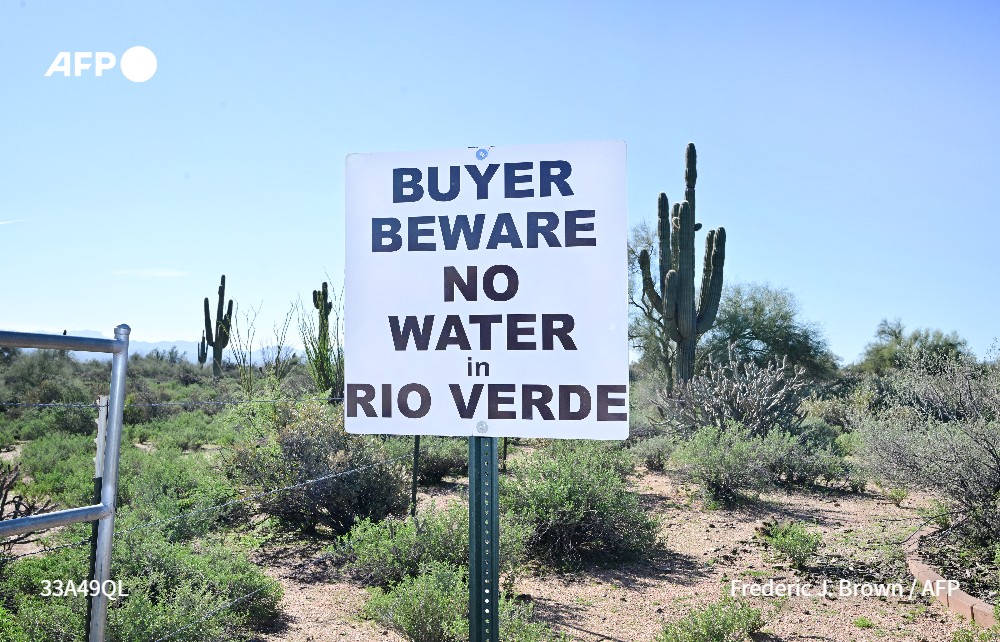 AFP
BUYER
BEWARE
NO
WATER
in
RIO VERDE
33A49QL
Frederic J. Brown / AFP